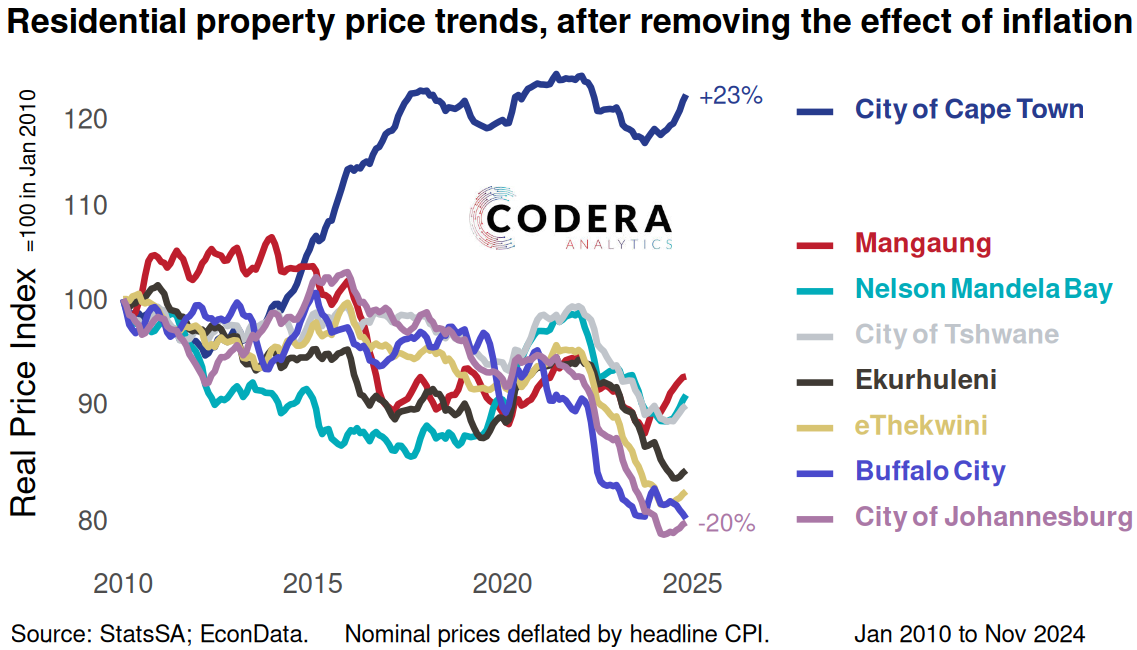 Residential property price trends, after removing the effect of inflation
Real Price Index =100 in Jan 2010
120
110
100
90
80
+23%
-20%
CODERA
ANALYTICS
City of Cape Town
Mangaung
Nelson Mandela Bay
City of Tshwane
Ekurhuleni
eThekwini
Buffalo City
City of Johannesburg
2010 2015 2020 2025
Source: StatsSA; EconData. Nominal prices deflated by headline CPI. Jan 2010 to Nov 2024